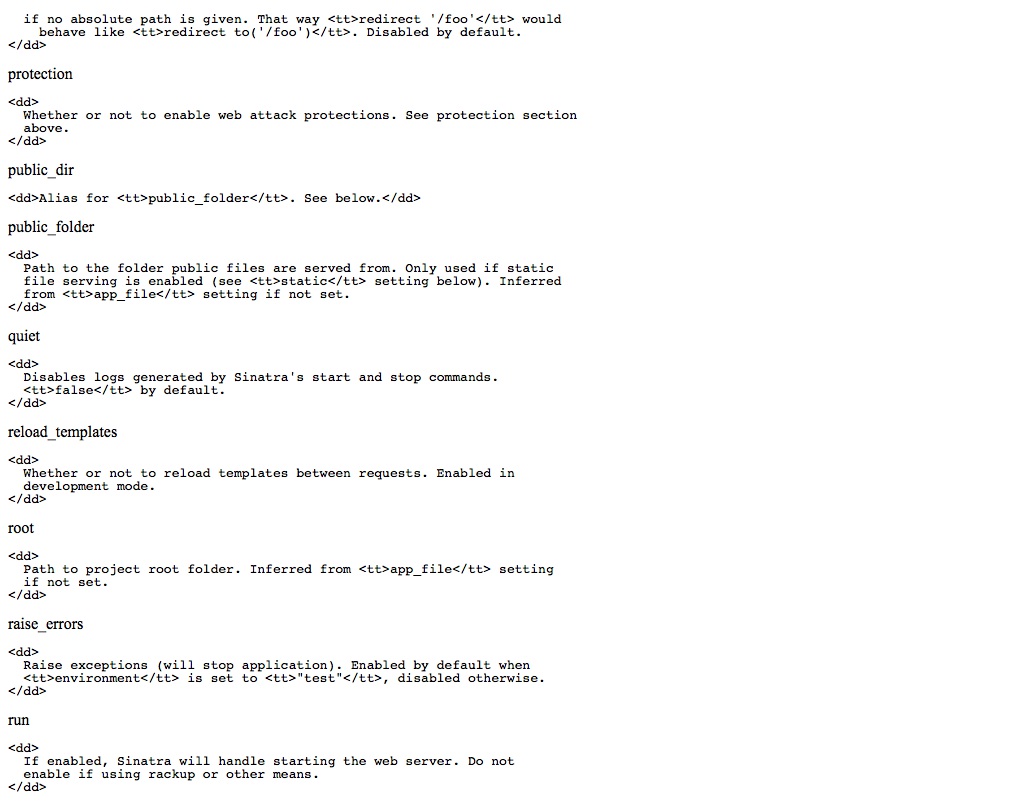 if no absolute path is given. That way <tt>redirect '/foo'</tt> would
behave like <tt>redirect to('/foo')</tt>. Disabled by default.
</dd>
protection
<dd>
Whether or not to enable web attack protections. See protection section
above.
</dd>
public_dir
<dd>Alias for <tt>public_folder</tt>. See below.</dd>
public_folder
<dd>
Path to the folder public files are served from. Only used if static
file serving is enabled (see <tt>static</tt> setting below). Inferred
from <tt>app_file</tt> setting if not set.
</dd>
quiet
<dd>
Disables logs generated by Sinatra's start and stop commands.
<tt>false</tt> by default.
</dd>
reload_templates
<dd>
Whether or not to reload templates between requests. Enabled in
development mode.
</dd>
root
<dd>
Path to project root folder. Inferred from <tt>app_file</tt> setting
if not set.
</dd>
raise_errors
<dd>
Raise exceptions (will stop application). Enabled by default when
<tt>environment</tt> is set to <tt>"test"</tt>, disabled otherwise.
</dd>
run
<dd>
If enabled, Sinatra will handle starting the web server. Do not
enable if using rackup or other means.
</dd>